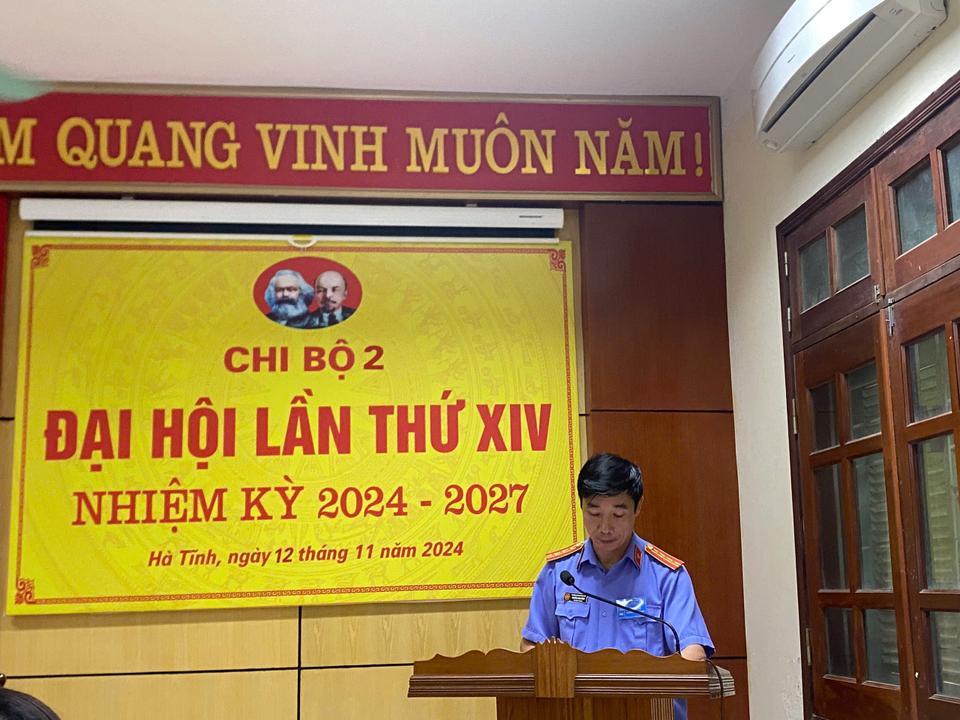 M QUANG VINH MUÔN NĂM!
CHI BỘ 2
ĐẠI HỘI LẦN THỨ XIV
NHIỆM KỲ 2024 - 2027
Hà Tĩnh, ngày 12 tháng 11 năm 2024